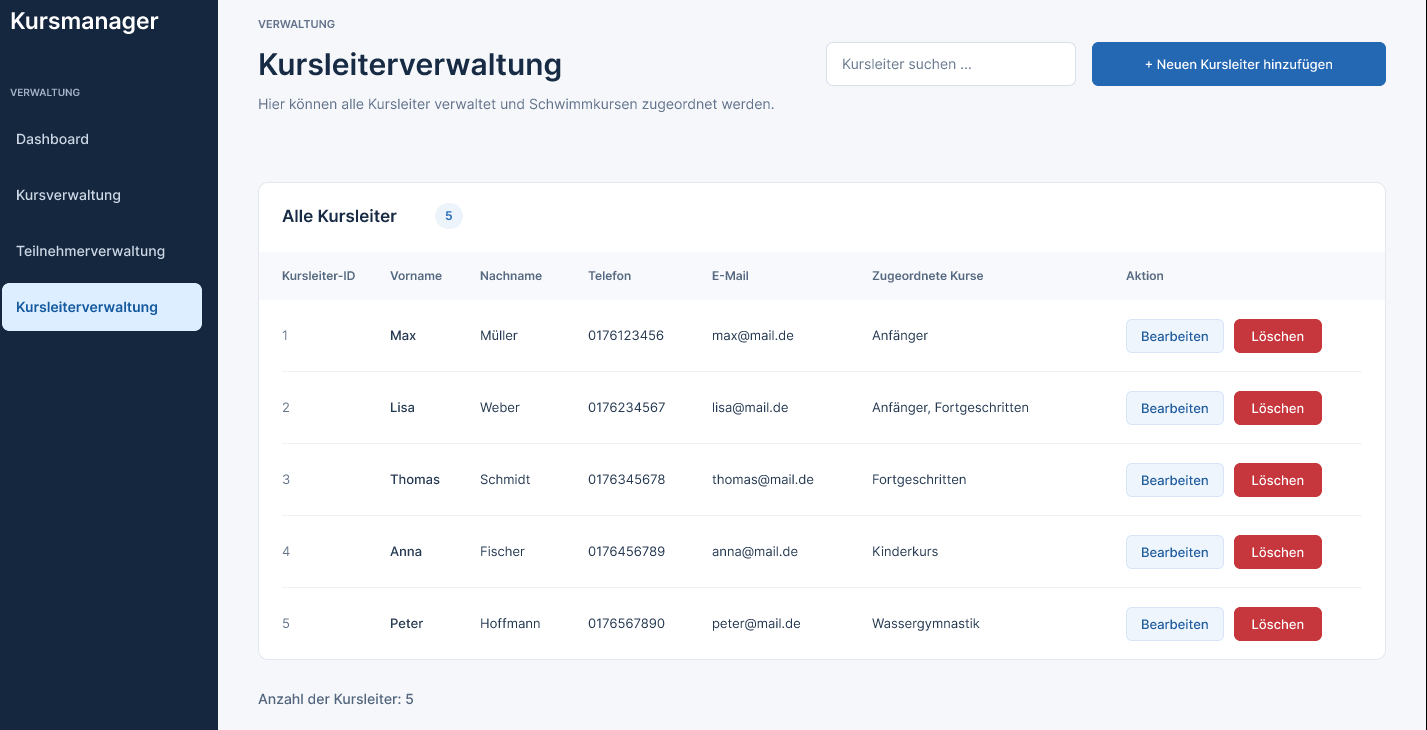 Kursmanager
VERWALTUNG
Dashboard
Kursverwaltung
Teilnehmerverwaltung
Kursleiterverwaltung
VERWALTUNG
Kursleiterverwaltung
Hier können alle Kursleiter verwaltet und Schwimmkursen zugeordnet werden.
Kursleiter suchen ...
+ Neuen Kursleiter hinzufügen
Alle Kursleiter 5
Kursleiter-ID Vorname Nachname Telefon E-Mail Zugeordnete Kurse Aktion
1 Max Müller 0176123456 max@mail.de Anfänger Bearbeiten Löschen
2 Lisa Weber 0176234567 lisa@mail.de Anfänger, Fortgeschritten Bearbeiten Löschen
3 Thomas Schmidt 0176345678 thomas@mail.de Fortgeschritten Bearbeiten Löschen
4 Anna Fischer 0176456789 anna@mail.de Kinderkurs Bearbeiten Löschen
5 Peter Hoffmann 0176567890 peter@mail.de Wassergymnastik Bearbeiten Löschen
Anzahl der Kursleiter: 5